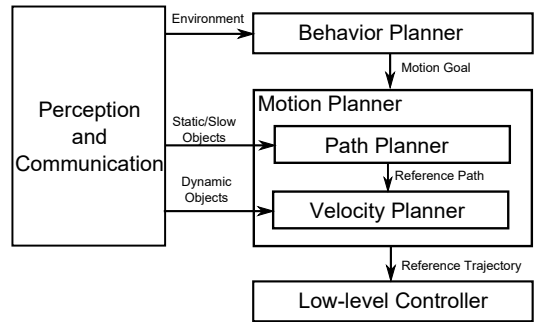 Environment
Behavior Planner
Motion Goal
Perception
and
Communication
Motion Planner
Static/Slow
Objects
Path Planner
Reference Path
Dynamic
Objects
Velocity Planner
Reference Trajectory
Low-level Controller